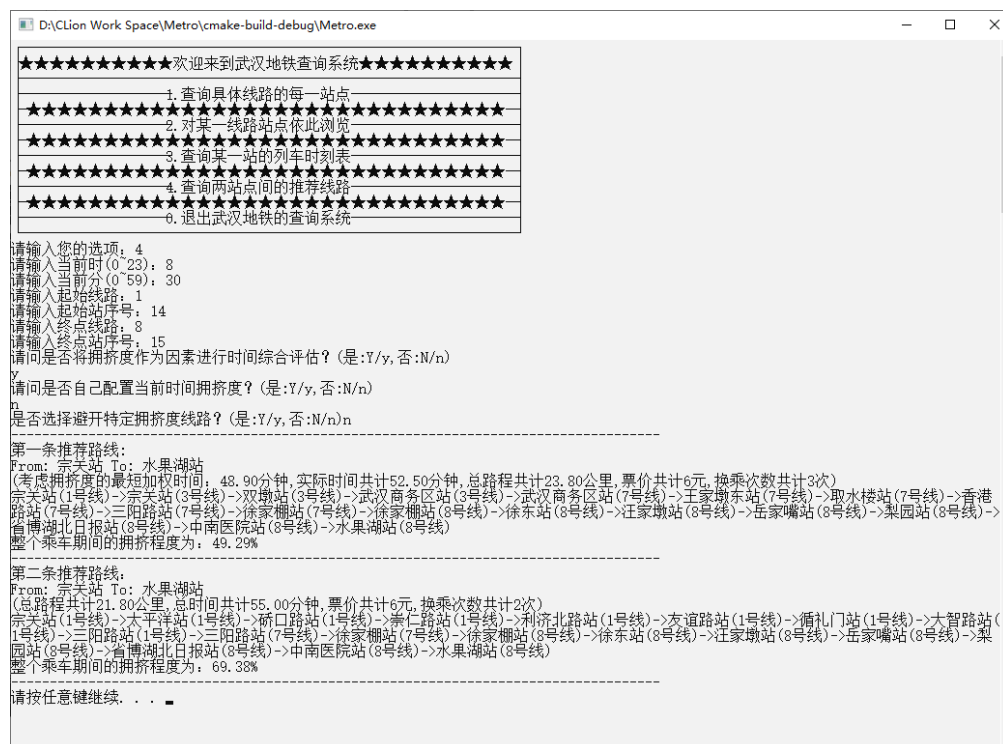 D:\CLion Work Space\Metro\cmake-build-debug\Metro.exe
★★★★★★★★★★欢迎来到武汉地铁查询系统★★★★★★★★★★
1.查询具体线路的每一站点
★★★★★★★★★★★★★★★★★★★★★★★★★★★★★★★
2.对某一线路站点依此浏览
★★★★★★★★★★★★★★★★★★★★★★★★★★★★★★★
3.查询某一站的列车时刻表
★★★★★★★★★★★★★★★★★★★★★★★★★★★★★★★
4.查询两站点间的推荐线路
★★★★★★★★★★★★★★★★★★★★★★★★★★★★★★★
0.退出武汉地铁的查询系统
请输入您的选项: 4
请输入当前时(0~23): 8
请输入当前分(0~59): 30
请输入起始线路: 1
请输入起始站序号: 14
请输入终点线路: 8
请输入终点站序号: 15
请问是否将拥挤度作为因素进行时间综合评估？(是:Y/y,否:N/n)
y
请问是否自己配置当前时间拥挤度？(是:Y/y,否:N/n)
n
是否选择避开特定拥挤度线路？(是:Y/y,否:N/n)n
--------------------------------------------------------------------------------
第一条推荐路线:
From: 宗关站 To: 水果湖站
(考虑拥挤度的最短加权时间: 48.90分钟,实际时间共计52.50分钟,总路程共计23.80公里,票价共计6元,换乘次数共计3次)
宗关站(1号线)->宗关站(3号线)->双墩站(3号线)->武汉商务区站(3号线)->武汉商务区站(7号线)->王家墩东站(7号线)->取水楼站(7号线)->香港
路站(7号线)->三阳路站(7号线)->徐家棚站(7号线)->徐家棚站(8号线)->徐东站(8号线)->汪家墩站(8号线)->岳家嘴站(8号线)->梨园站(8号线)->
省博湖北日报站(8号线)->中南医院站(8号线)->水果湖站(8号线)
整个乘车期间的拥挤程度为: 49.29%
--------------------------------------------------------------------------------
第二条推荐路线:
From: 宗关站 To: 水果湖站
(总路程共计21.80公里,总时间共计55.00分钟,票价共计6元,换乘次数共计2次)
宗关站(1号线)->太平洋站(1号线)->硚口路站(1号线)->崇仁路站(1号线)->利济北路站(1号线)->友谊路站(1号线)->循礼门站(1号线)->大智路站(
1号线)->三阳路站(1号线)->三阳路站(7号线)->徐家棚站(7号线)->徐家棚站(8号线)->徐东站(8号线)->汪家墩站(8号线)->岳家嘴站(8号线)->梨
园站(8号线)->省博湖北日报站(8号线)->中南医院站(8号线)->水果湖站(8号线)
整个乘车期间的拥挤程度为: 69.38%
--------------------------------------------------------------------------------
请按任意键继续. . .